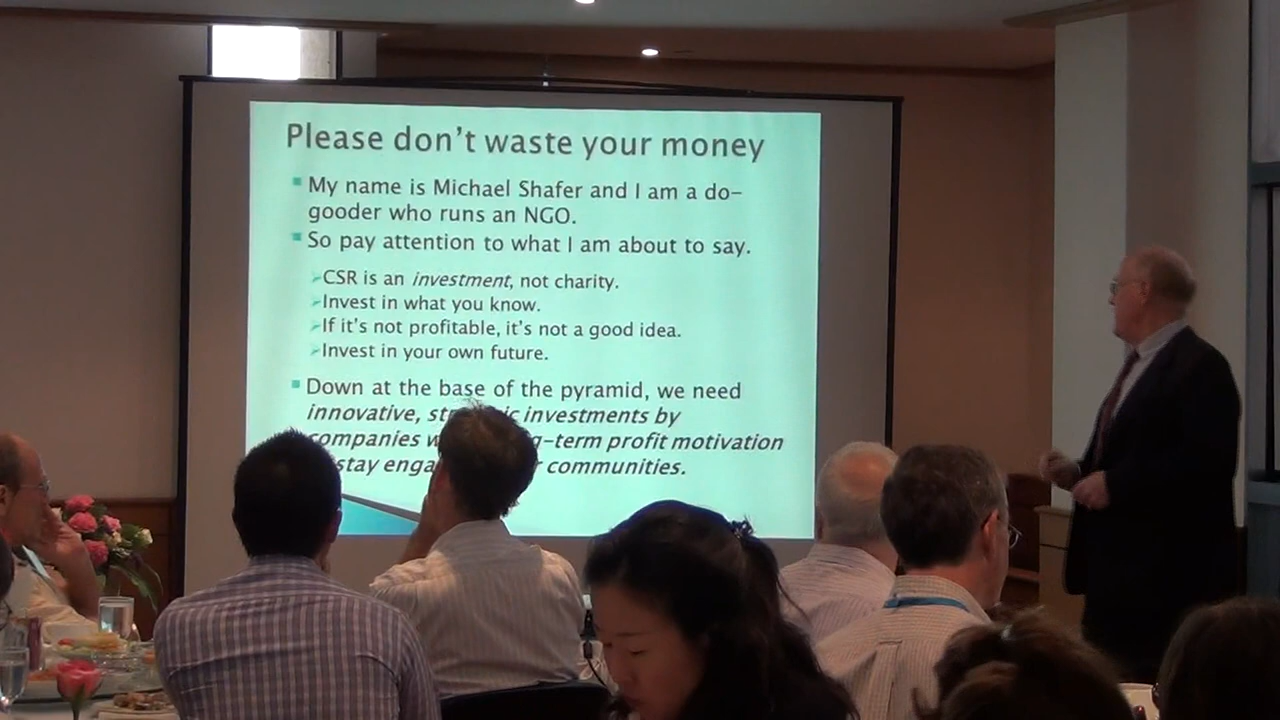 Please don't waste your money
My name is Michael Shafer and I am a do-
gooder who runs an NGO.
So pay attention to what I am about to say.
CSR is an investment, not charity.
Invest in what you know.
If it's not profitable, it's not a good idea.
Invest in your own future.
Down at the base of the pyramid, we need
innovative, investments by
companies profit motivation
stay communities.